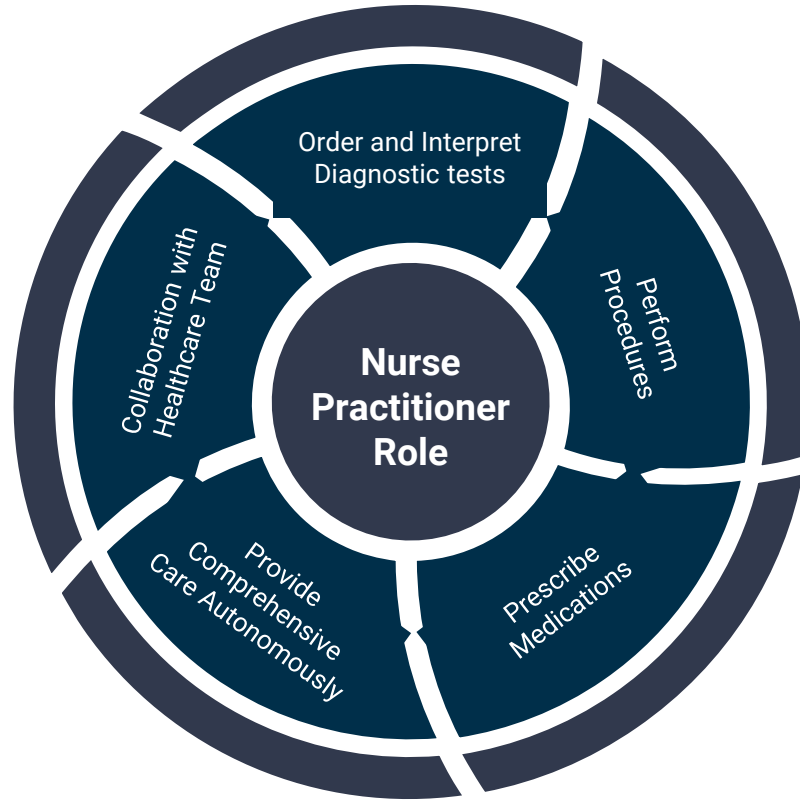 Order and Interpret
Diagnostic tests
Perform
Procedures
Prescribe
Medications
Provide
Comprehensive
Care Autonomously
Collaboration with
Healthcare Team
Nurse
Practitioner
Role